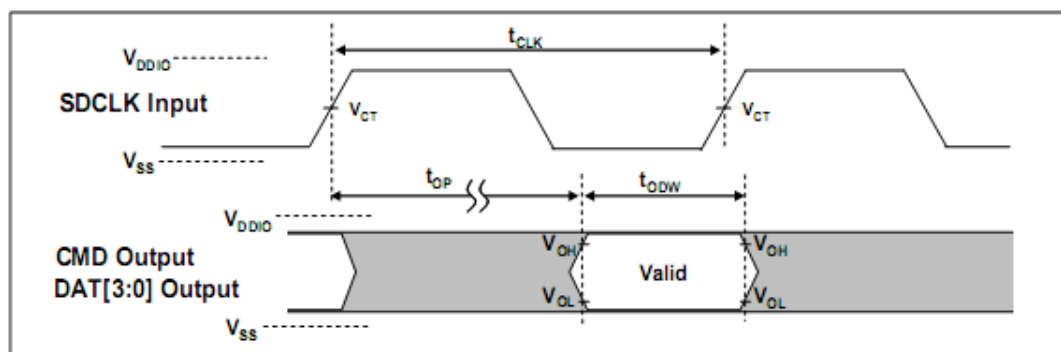 tCLK
VDDIO
SDCLK Input
VCT
VCT
VSS
tOP
tODW
VDDIO
CMD Output
DAT[3:0] Output
VOH
VOH
Valid
VOL
VOL
VSS